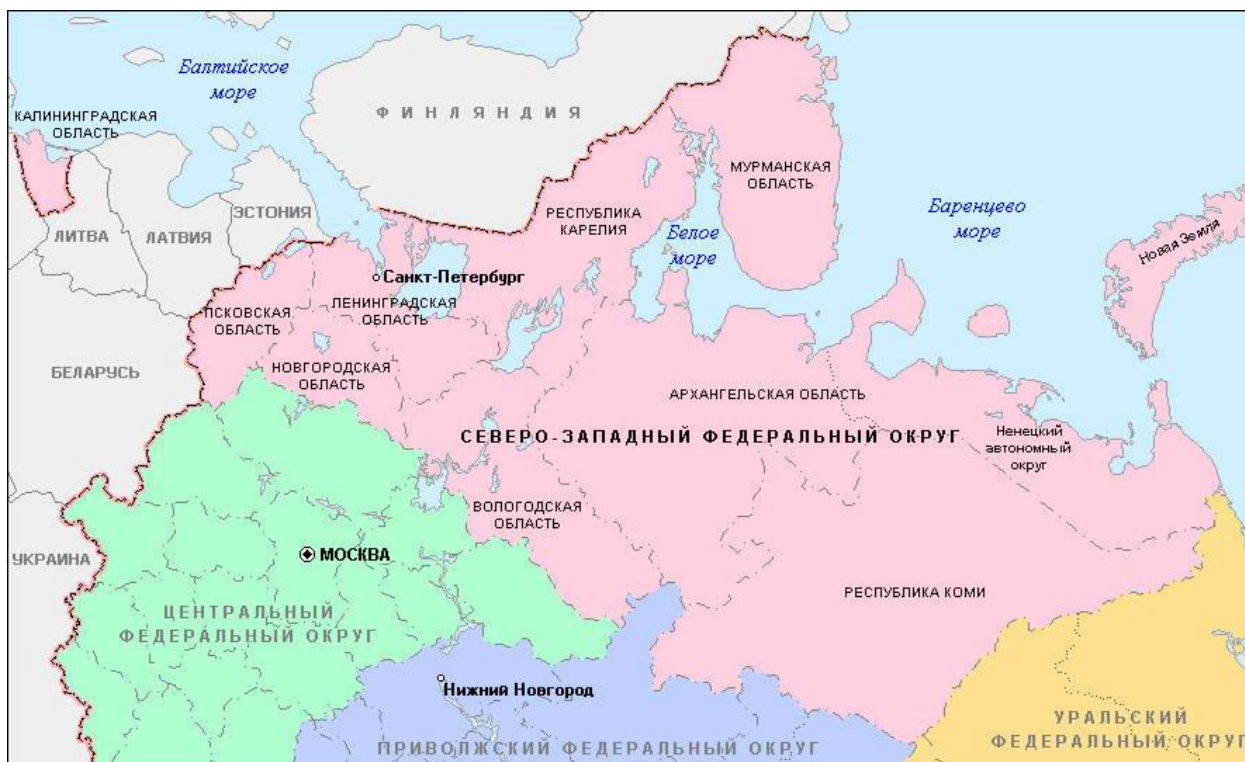 Балтийское
море
КАЛИНИНГРАДСКАЯ
ОБЛАСТЬ
ФИНЛЯНДИЯ
МУРМАНСКАЯ
ОБЛАСТЬ
Баренцево
море
Новая Земля
РЕСПУБЛИКА
КАРЕЛИЯ
Белое
море
ЭСТОНИЯ
ЛИТВА
ЛАТВИЯ
Санкт-Петербург
ЛЕНИНГРАДСКАЯ
ОБЛАСТЬ
ПСКОВСКАЯ
ОБЛАСТЬ
БЕЛАРУСЬ
НОВГОРОДСКАЯ
ОБЛАСТЬ
АРХАНГЕЛЬСКАЯ ОБЛАСТЬ
СЕВЕРО-ЗАПАДНЫЙ ФЕДЕРАЛЬНЫЙ ОКРУГ
Ненецкий
автономный
округ
ВОЛОГОДСКАЯ
ОБЛАСТЬ
УКРАИНА
МОСКВА
РЕСПУБЛИКА КОМИ
ЦЕНТРАЛЬНЫЙ
ФЕДЕРАЛЬНЫЙ ОКРУГ
Нижний Новгород
ПРИВОЛЖСКИЙ ФЕДЕРАЛЬНЫЙ ОКРУГ
УРАЛЬСКИЙ
ФЕДЕРАЛЬНЫЙ ОКРУГ